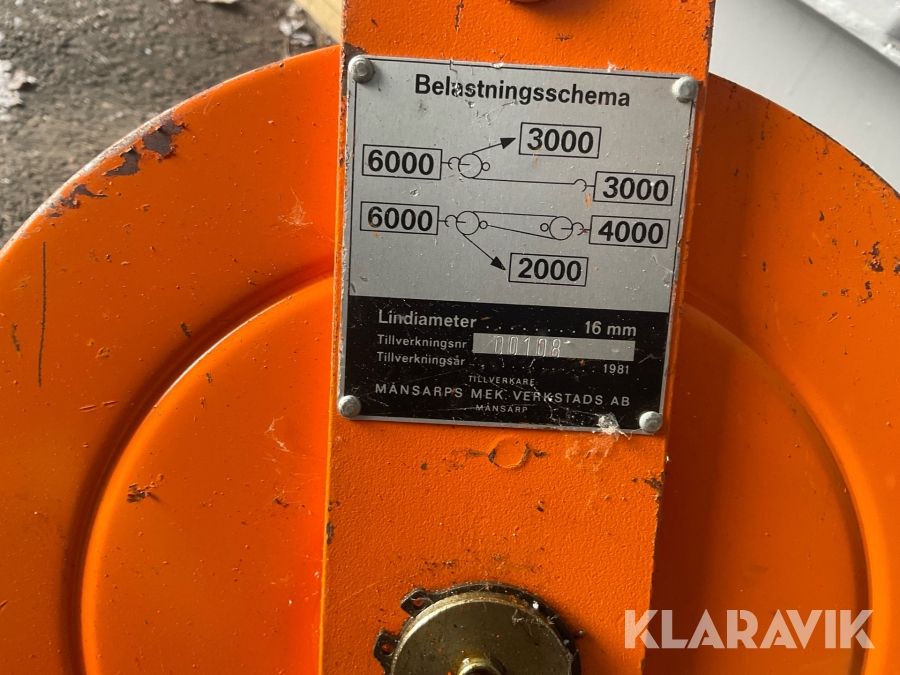 Belastningsschema
3000
6000
3000
6000
4000
2000
Lindiameter . . . . . . . . . . 16 mm
Tillverkningsnr 00108
Tillverkningsår . . . . . . . . . . 1981
TILLVERKARE
MÅNSARPS MEK. VERKSTADS AB
MÅNSARP
KLARAVIK